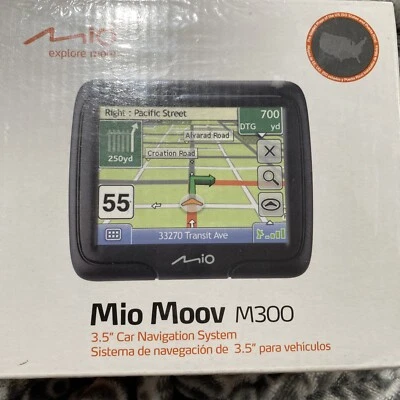 Mio
explore more
Right : Pacific Street
700
DTG yd
Alvarad Road
250yd
Croation Road
55
33270 Transit Ave
Mio
Mio Moov M300
3.5" Car Navigation System
Sistema de navegación de 3.5" para vehiculos